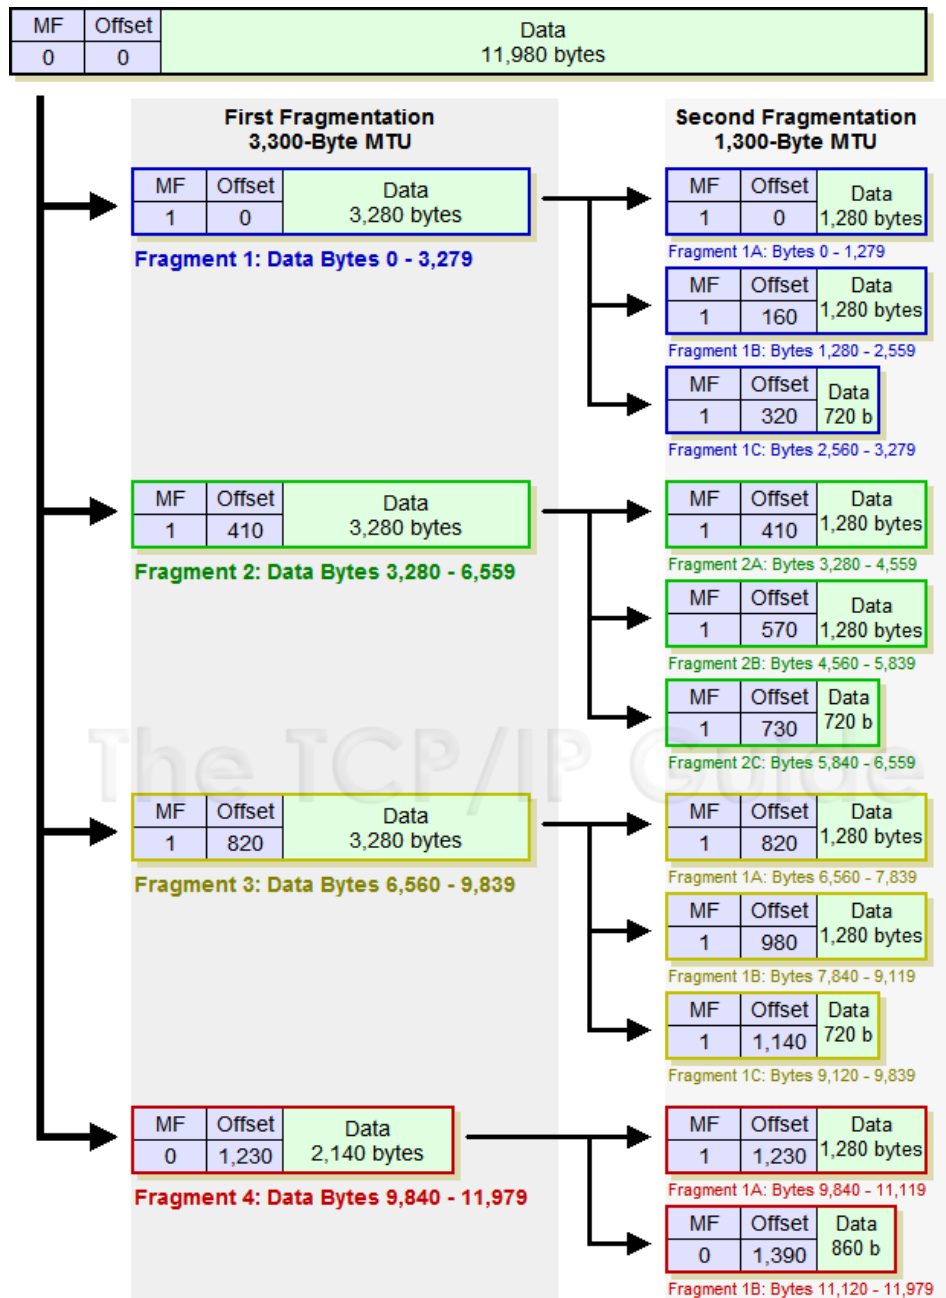 MF Offset Data
0 0 11,980 bytes
First Fragmentation
3,300-Byte MTU
Second Fragmentation
1,300-Byte MTU
MF Offset Data
1 0 3,280 bytes
Fragment 1: Data Bytes 0 - 3,279
MF Offset Data
1 0 1,280 bytes
Fragment 1A: Bytes 0 - 1,279
MF Offset Data
1 160 1,280 bytes
Fragment 1B: Bytes 1,280 - 2,559
MF Offset Data
1 320 720 b
Fragment 1C: Bytes 2,560 - 3,279
MF Offset Data
1 410 3,280 bytes
Fragment 2: Data Bytes 3,280 - 6,559
MF Offset Data
1 410 1,280 bytes
Fragment 2A: Bytes 3,280 - 4,559
MF Offset Data
1 570 1,280 bytes
Fragment 2B: Bytes 4,560 - 5,839
MF Offset Data
1 730 720 b
Fragment 2C: Bytes 5,840 - 6,559
The TCP/IP Guide
MF Offset Data
1 820 3,280 bytes
Fragment 3: Data Bytes 6,560 - 9,839
MF Offset Data
1 820 1,280 bytes
Fragment 1A: Bytes 6,560 - 7,839
MF Offset Data
1 980 1,280 bytes
Fragment 1B: Bytes 7,840 - 9,119
MF Offset Data
1 1,140 720 b
Fragment 1C: Bytes 9,120 - 9,839
MF Offset Data
0 1,230 2,140 bytes
Fragment 4: Data Bytes 9,840 - 11,979
MF Offset Data
1 1,230 1,280 bytes
Fragment 1A: Bytes 9,840 - 11,119
MF Offset Data
0 1,390 860 b
Fragment 1B: Bytes 11,120 - 11,979